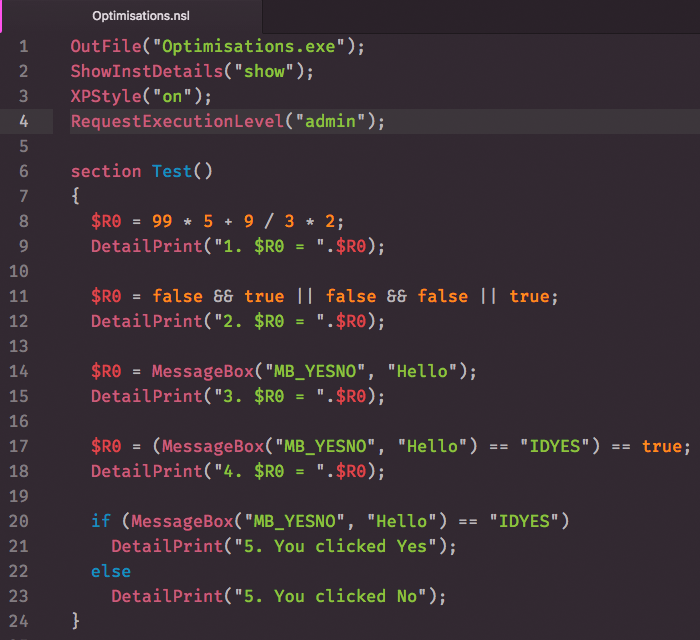 Optimisations.nsl
1 OutFile("Optimisations.exe");
2 ShowInstDetails("show");
3 XPStyle("on");
4 RequestExecutionLevel("admin");
5
6 section Test()
7 {
8   $R0 = 99 * 5 + 9 / 3 * 2;
9   DetailPrint("1. $R0 = ".$R0);
10
11   $R0 = false && true || false && false || true;
12   DetailPrint("2. $R0 = ".$R0);
13
14   $R0 = MessageBox("MB_YESNO", "Hello");
15   DetailPrint("3. $R0 = ".$R0);
16
17   $R0 = (MessageBox("MB_YESNO", "Hello") == "IDYES") == true;
18   DetailPrint("4. $R0 = ".$R0);
19
20   if (MessageBox("MB_YESNO", "Hello") == "IDYES")
21     DetailPrint("5. You clicked Yes");
22   else
23     DetailPrint("5. You clicked No");
24 }